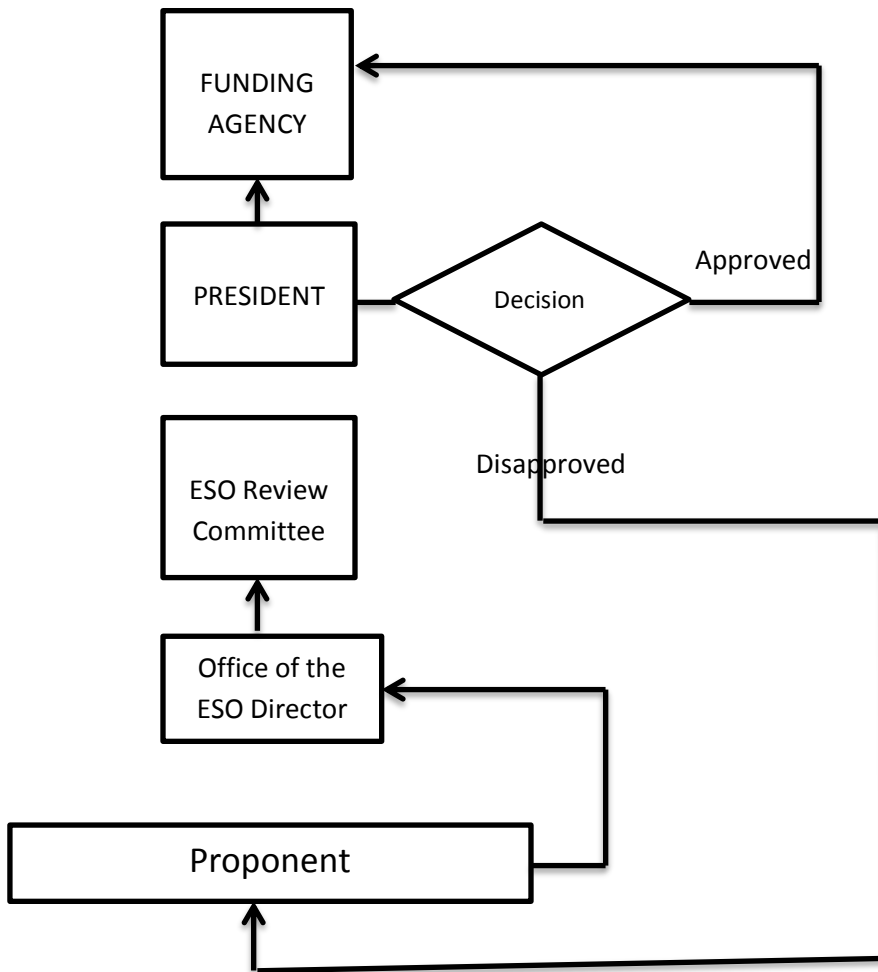 FUNDING
AGENCY
Approved
PRESIDENT
Decision
Disapproved
ESO Review
Committee
Office of the
ESO Director
Proponent